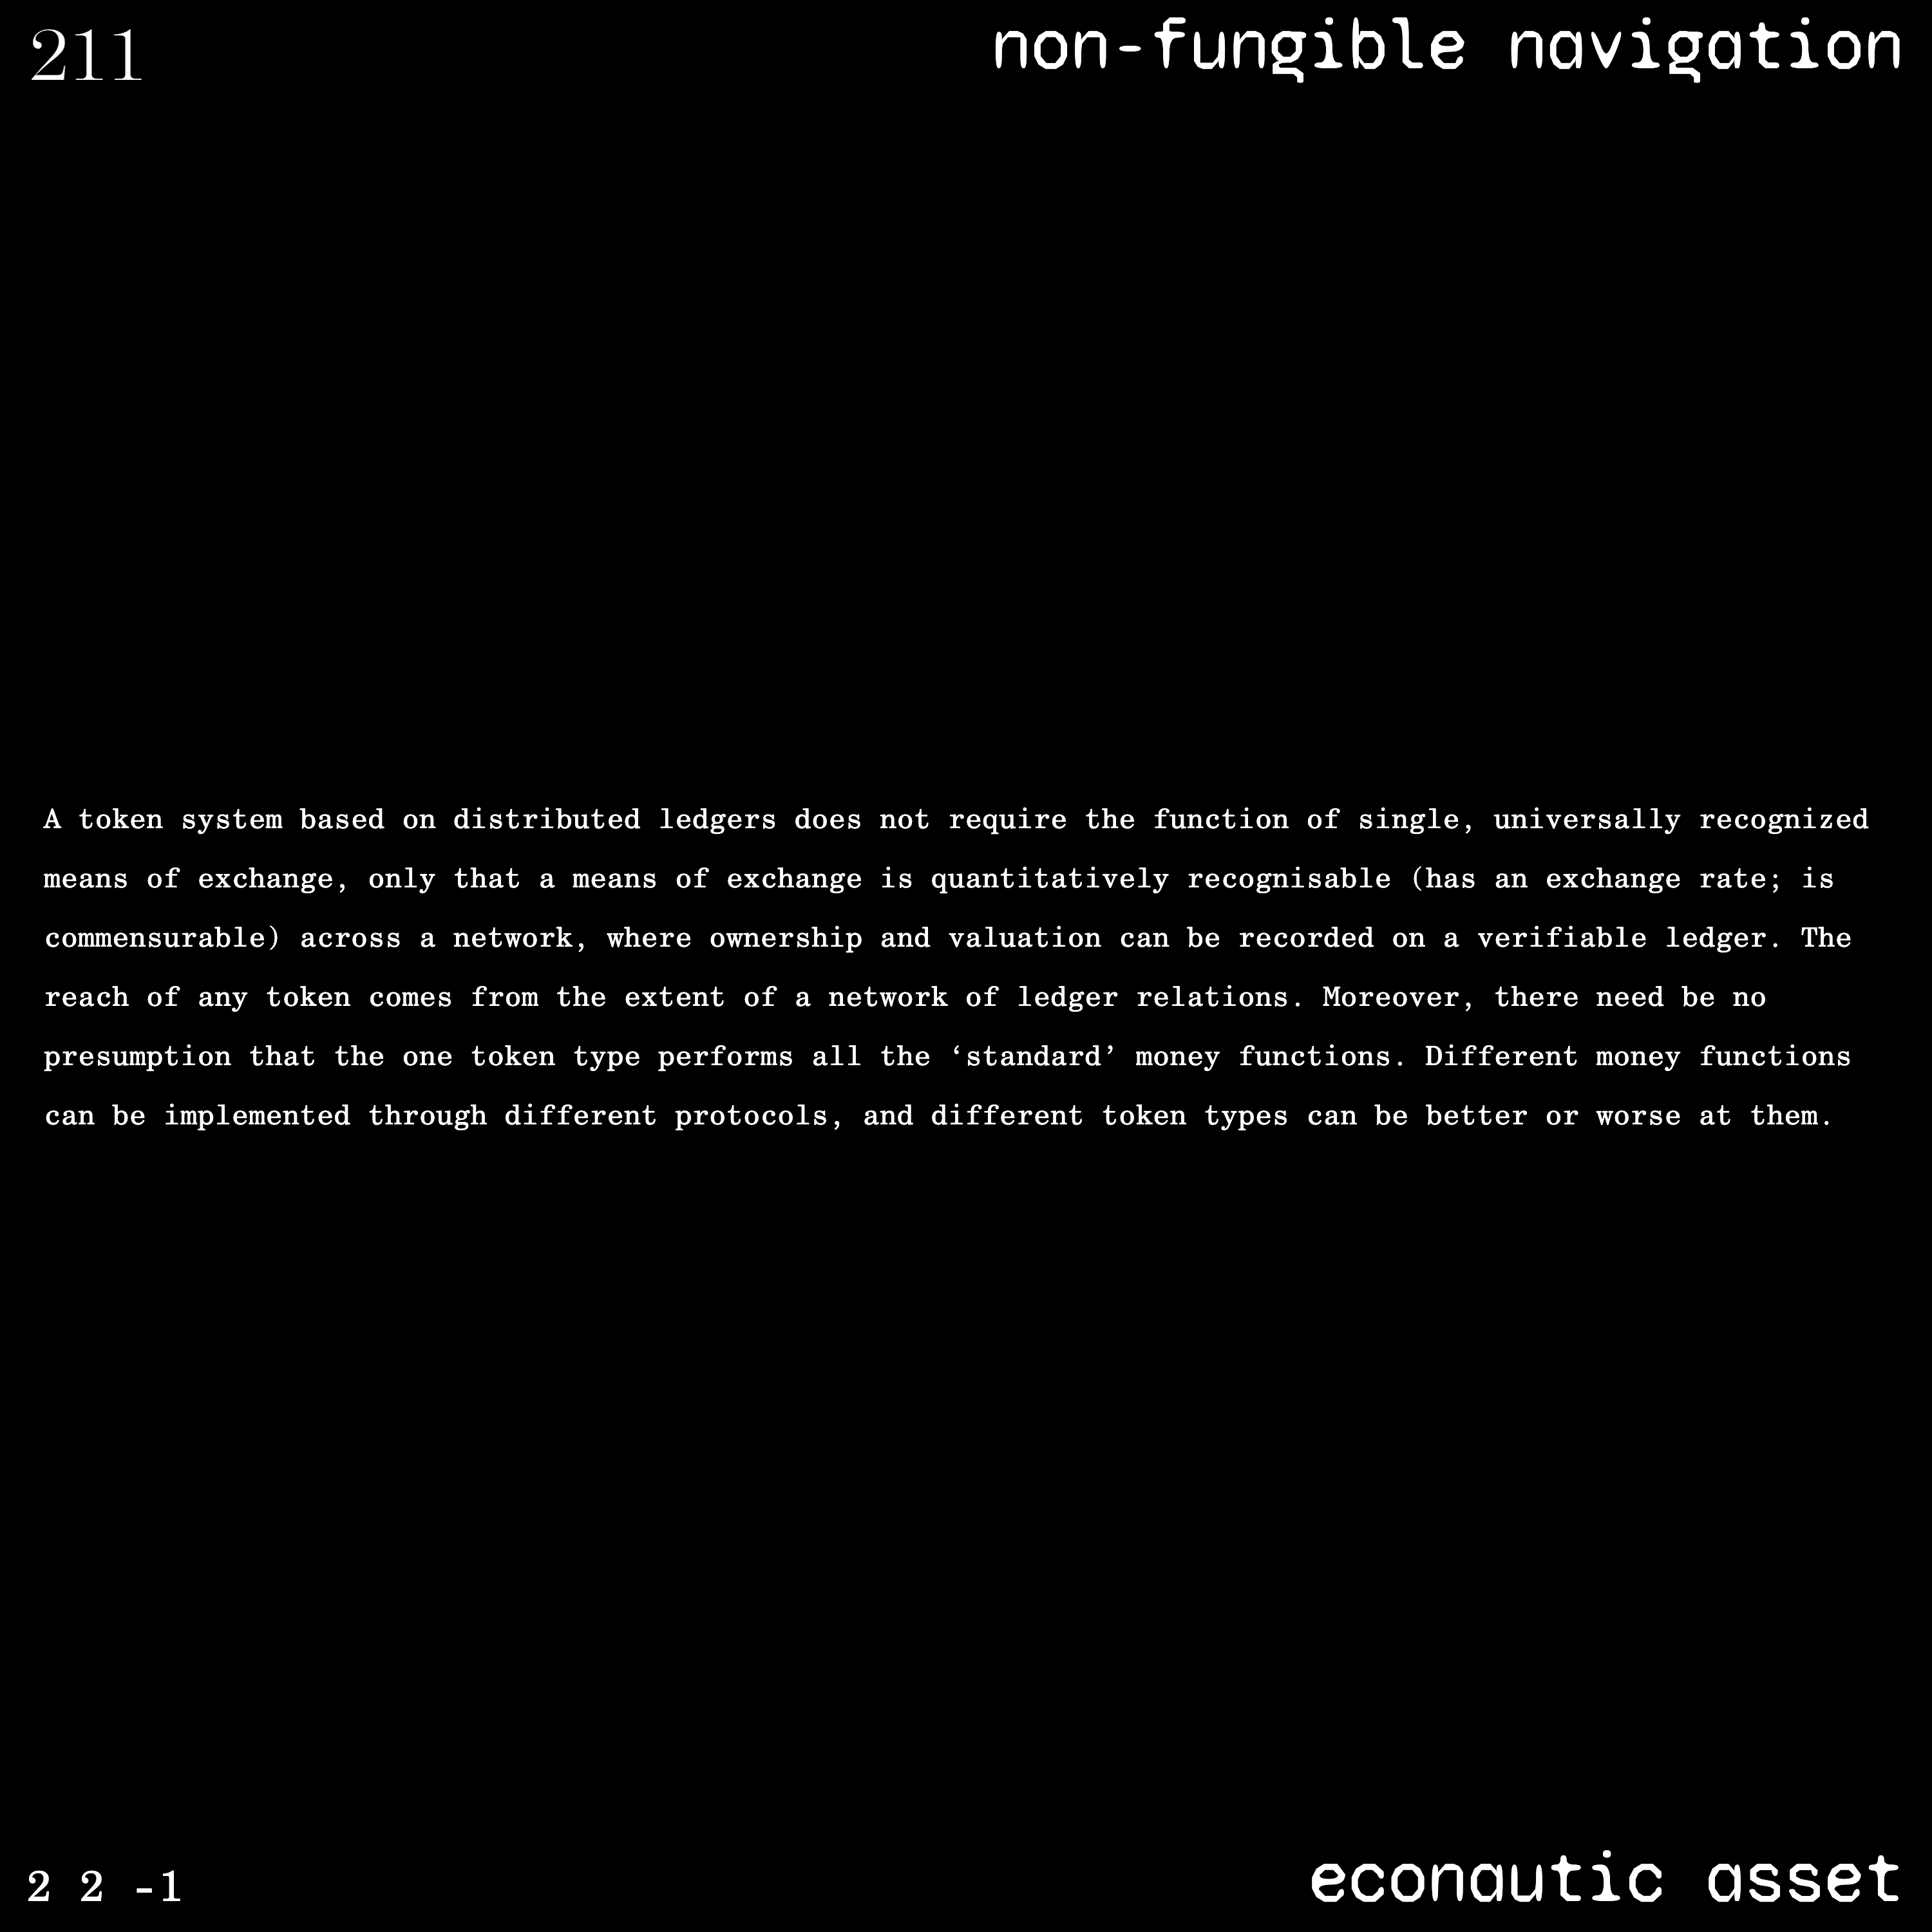 211
non-fungible navigation
A token system based on distributed ledgers does not require the function of single, universally recognized
means of exchange, only that a means of exchange is quantitatively recognisable (has an exchange rate; is
commensurable) across a network, where ownership and valuation can be recorded on a verifiable ledger. The
reach of any token comes from the extent of a network of ledger relations. Moreover, there need be no
presumption that the one token type performs all the ‘standard’ money functions. Different money functions
can be implemented through different protocols, and different token types can be better or worse at them.
2 2 -1
econautic asset